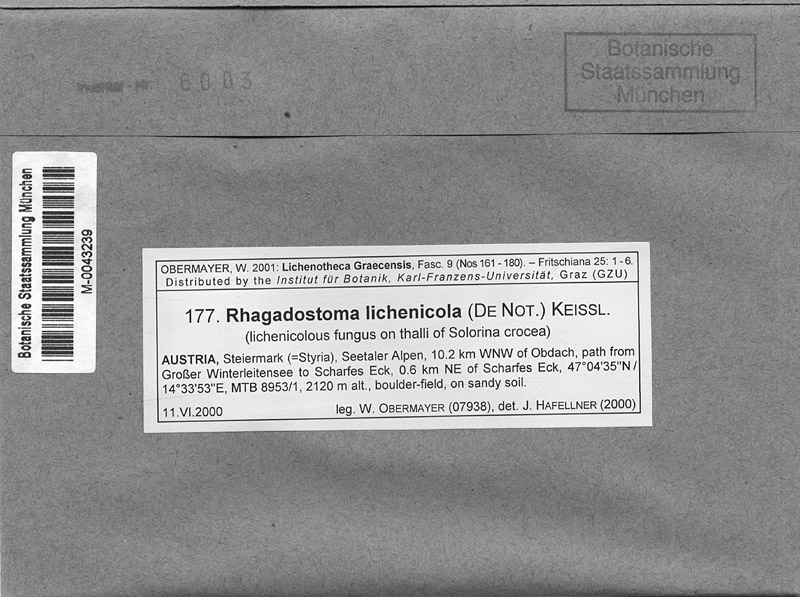 6003
Botanische
Staatssammlung
München
Botanische Staatssammlung München
M-0043239
OBERMAYER, W. 2001: Lichenotheca Graecensis, Fasc. 9 (Nos 161 - 180). – Fritschiana 25: 1 - 6.
Distributed by the Institut für Botanik, Karl-Franzens-Universität, Graz (GZU)
177. Rhagadostoma lichenicola (DE NOT.) KEISSL.
(lichenicolous fungus on thalli of Solorina crocea)
AUSTRIA, Steiermark (=Styria), Seetaler Alpen, 10.2 km WNW of Obdach, path from
Großer Winterleitensee to Scharfes Eck, 0.6 km NE of Scharfes Eck, 47°04'35"N /
14°33'53"E, MTB 8953/1, 2120 m alt., boulder-field, on sandy soil.
11.VI.2000 leg. W. OBERMAYER (07938), det. J. HAFELLNER (2000)